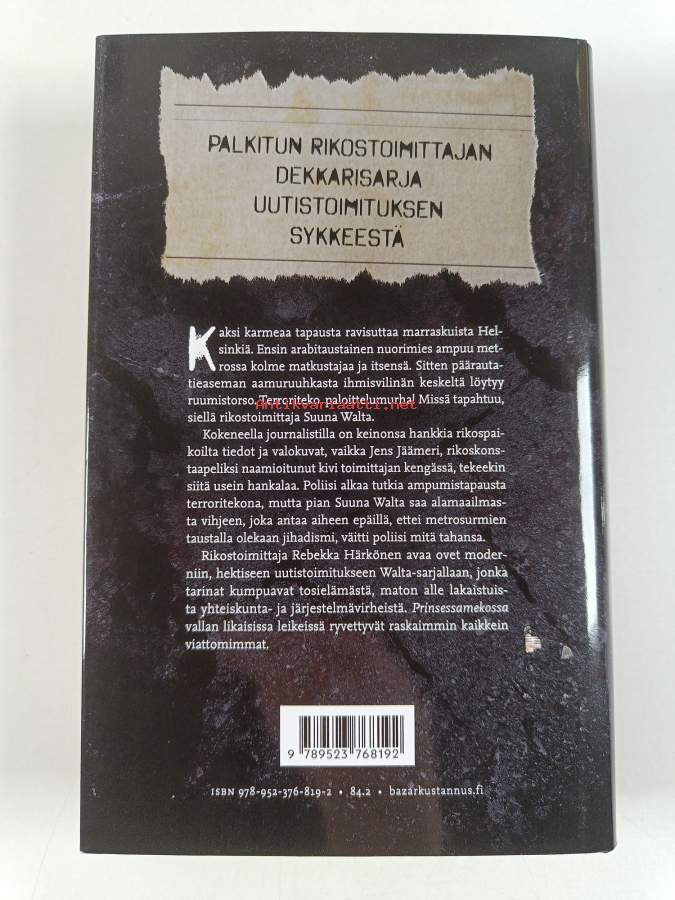 PALKITUN RIKOSTOIMITTAJAN
DEKKARISARJA
UUTISTOIMITUKSEN
SYKKEESTÄ
Kaksi karmeaa tapausta ravisuttaa marraskuista Hel-
sinkiä. Ensin arabitaustainen nuorimies ampuu met-
rossa kolme matkustajaa ja itsensä. Sitten päärauta-
tieaseman aamuruuhkasta ihmisvilinän keskeltä löytyy
ruumistorso. Terroriteko, paloittelumurha! Missä tapahtuu,
Antikvariaatti.net
siellä rikostoimittaja Suuna Walta.
Kokeneella journalistilla on keinonsa hankkia rikospai-
koilta tiedot ja valokuvat, vaikka Jens Jäämeri, rikoskons-
taapeliksi naamioitunut kivi toimittajan kengässä, tekeekin
siitä usein hankalaa. Poliisi alkaa tutkia ampumistapausta
terroritekona, mutta pian Suuna Walta saa alamaailmas-
ta vihjeen, joka antaa aiheen epäillä, ettei metrosurmien
taustalla olekaan jihadismi, väitti poliisi mitä tahansa.
Rikostoimittaja Rebekka Härkönen avaa ovet moder-
niin, hektiseen uutistoimitukseen Walta-sarjallaan, jonka
tarinat kumpuavat tosielämästä, maton alle lakaistuis-
ta yhteiskunta- ja järjestelmävirheistä. Prinsessamekossa
vallan likaisissa leikeissä ryvettyvät raskaimmin kaikkein
viattomimmat.
9 789523 768192
ISBN 978-952-376-819-2 • 84.2 • bazarkustannus.fi